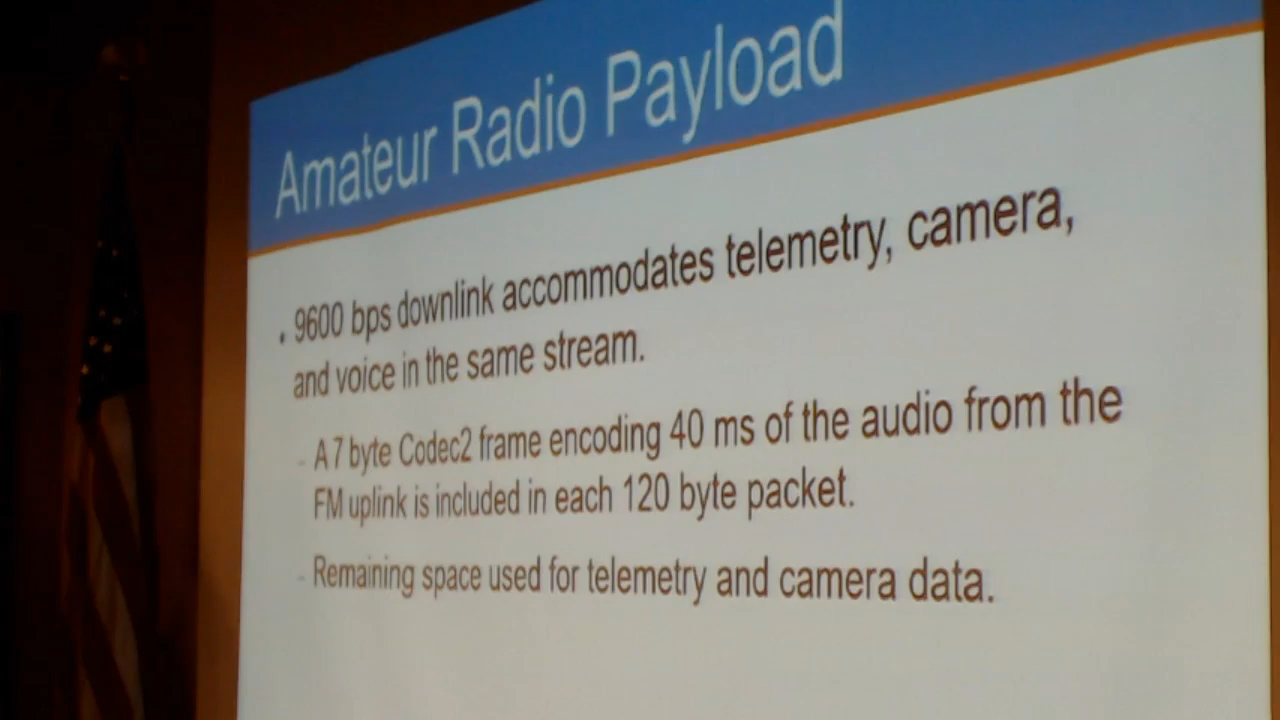 Amateur Radio Payload
. 9600 bps downlink accommodates telemetry, camera,
and voice in the same stream.
- A 7 byte Codec2 frame encoding 40 ms of the audio from the
FM uplink is included in each 120 byte packet.
- Remaining space used for telemetry and camera data.